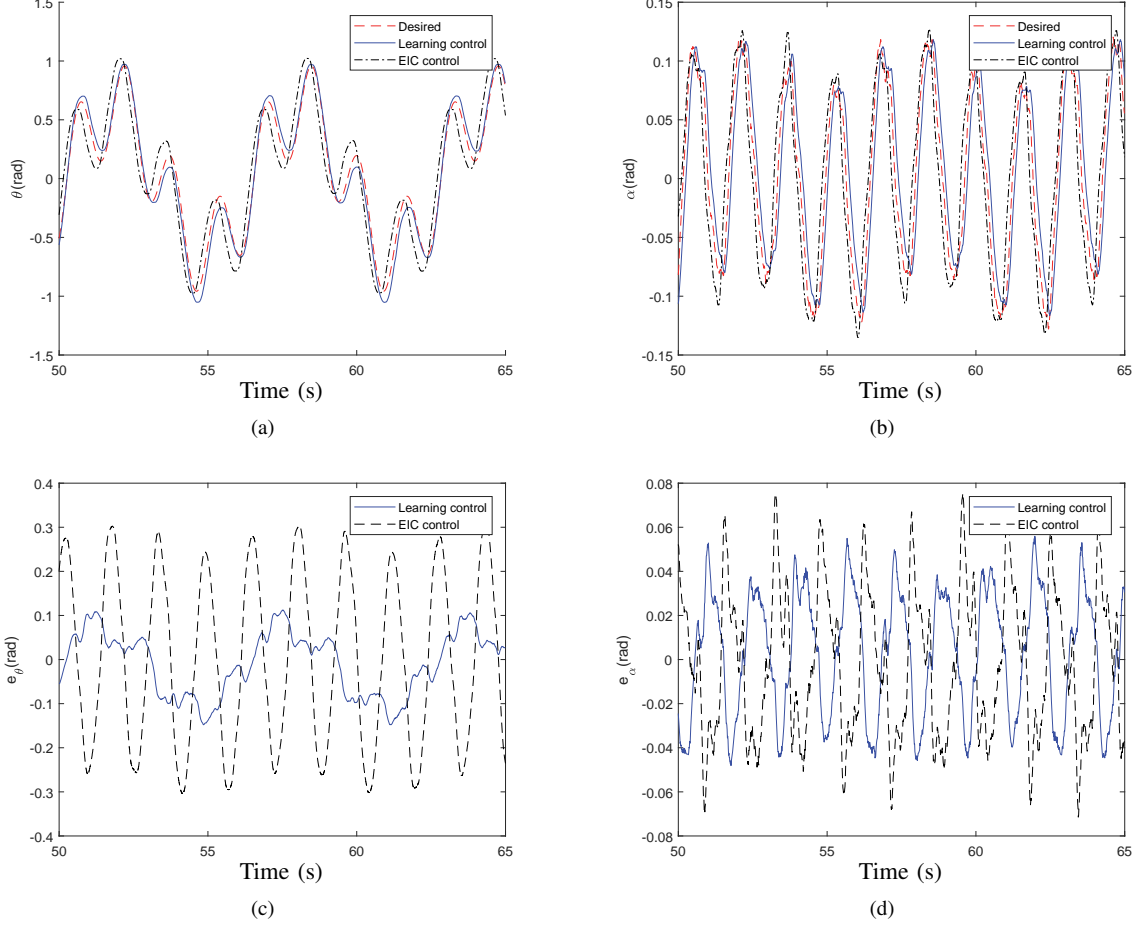 1.5
1
0.5
0
-0.5
-1
-1.5
θ(rad)
50
55
60
65
Time (s)
Desired
Learning control
EIC control
(a)
0.15
0.1
0.05
0
-0.05
-0.1
-0.15
α(rad)
50
55
60
65
Time (s)
Desired
Learning control
EIC control
(b)
0.4
0.3
0.2
0.1
0
-0.1
-0.2
-0.3
-0.4
eθ(rad)
50
55
60
65
Time (s)
Learning control
EIC control
(c)
0.08
0.06
0.04
0.02
0
-0.02
-0.04
-0.06
-0.08
eα(rad)
50
55
60
65
Time (s)
Learning control
EIC control
(d)